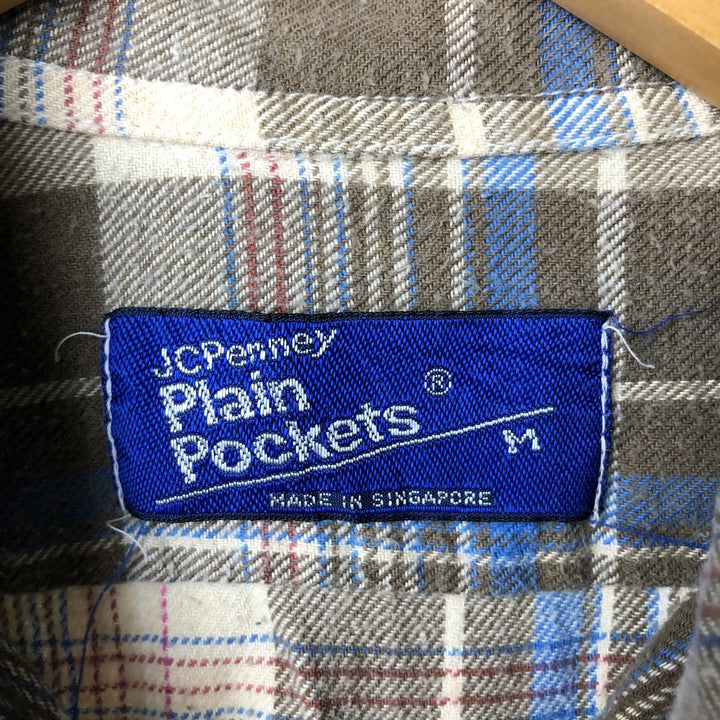 JCPenney
Plain
Pockets®
M
MADE IN SINGAPORE